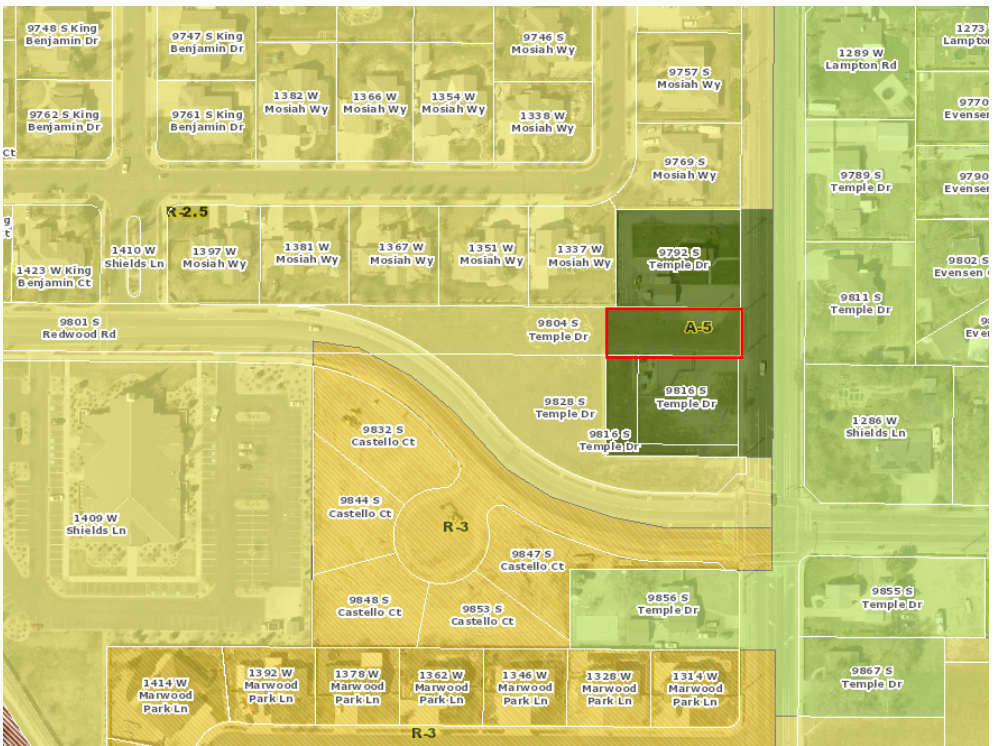 9748 S King
Benjamin Dr
9747 S King
Benjamin Dr
9746 S
Mosiah Wy
1289 W
Lampton Rd
1273
Lampto
9757 S
Mosiah Wy
1382 W
Mosiah Wy
1366 W
Mosiah Wy
1354 W
Mosiah Wy
9762 S King
Benjamin Dr
9761 S King
Benjamin Dr
1338 W
Mosiah Wy
9770
Evensen
Ct
9769 S
Mosiah Wy
9789 S
Temple Dr
9790
Evensen
R-2.5
g
t
1410 W
Shields Ln
1397 W
Mosiah Wy
1381 W
Mosiah Wy
1367 W
Mosiah Wy
1351 W
Mosiah Wy
1337 W
Mosiah Wy
9792 S
Temple Dr
1423 W King
Benjamin Ct
9802 S
Evensen
9811 S
Temple Dr
9801 S
Redwood Rd
9804 S
Temple Dr
A-5
Eve
9816 S
Temple Dr
9828 S
Temple Dr
9832 S
Castello Ct
9816 S
Temple Dr
1286 W
Shields Ln
9844 S
Castello Ct
1409 W
Shields Ln
R-3
9847 S
Castello Ct
9848 S
Castello Ct
9853 S
Castello Ct
9856 S
Temple Dr
9855 S
Temple Dr
9867 S
Temple Dr
1414 W
Marwood
Park Ln
1392 W
Marwood
Park Ln
1378 W
Marwood
Park Ln
1362 W
Marwood
Park Ln
1346 W
Marwood
Park Ln
1328 W
Marwood
Park Ln
1314 W
Marwood
Park Ln
R-3